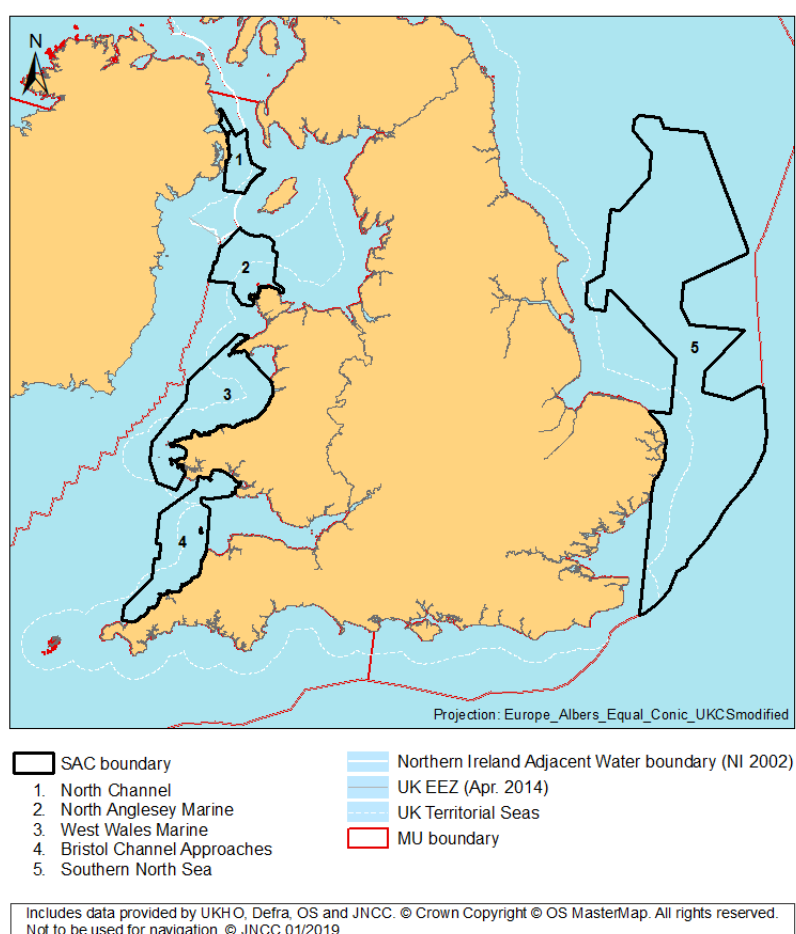 N
1
2
3
4
5
Projection: Europe_Albers_Equal_Conic_UKCSmodified
SAC boundary
1. North Channel
2. North Anglesey Marine
3. West Wales Marine
4. Bristol Channel Approaches
5. Southern North Sea
Northern Ireland Adjacent Water boundary (NI 2002)
UK EEZ (Apr. 2014)
UK Territorial Seas
MU boundary
Includes data provided by UKHO, Defra, OS and JNCC. © Crown Copyright © OS MasterMap. All rights reserved.
Not to be used for navigation. © JNCC 01/2019